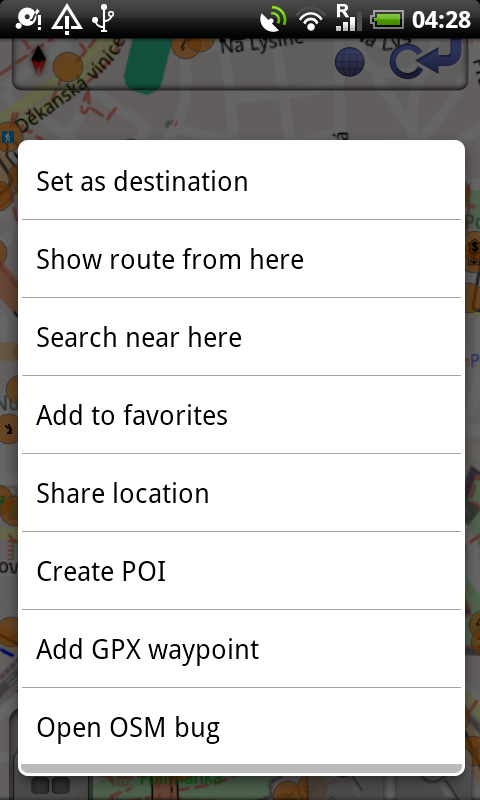 R
04:28
Na Lysině
Děkanská vinice
Set as destination
Show route from here
Search near here
Add to favorites
Share location
Create POI
Add GPX waypoint
Open OSM bug